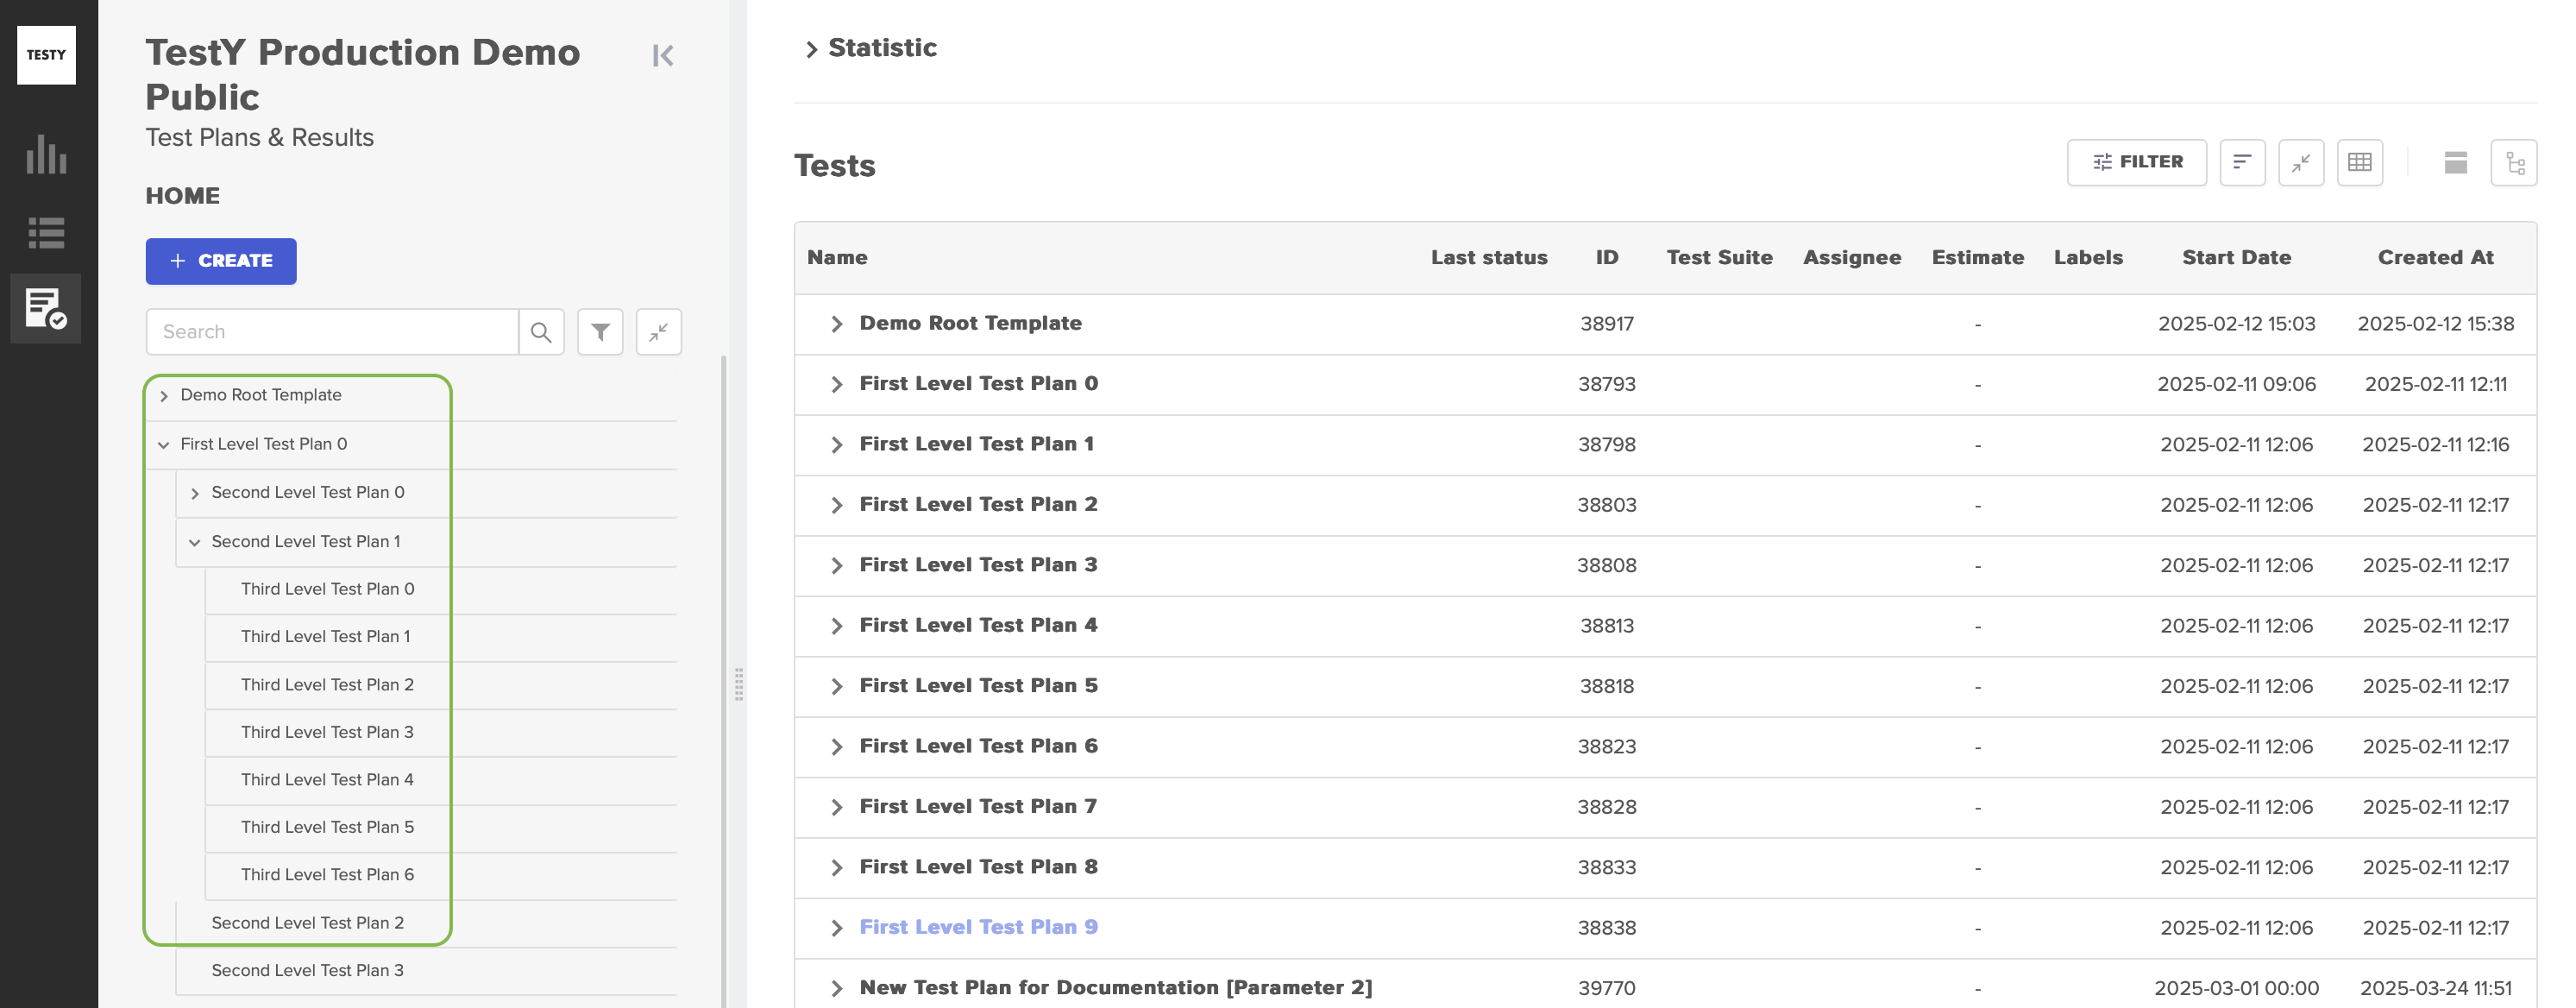 TESTY
TestY Production Demo
Public
Test Plans & Results
HOME
+ CREATE
Search
Demo Root Template
First Level Test Plan 0
Second Level Test Plan 0
Second Level Test Plan 1
Third Level Test Plan 0
Third Level Test Plan 1
Third Level Test Plan 2
Third Level Test Plan 3
Third Level Test Plan 4
Third Level Test Plan 5
Third Level Test Plan 6
Second Level Test Plan 2
Second Level Test Plan 3
Statistic
Tests
FILTER
Name Last status ID Test Suite Assignee Estimate Labels Start Date Created At
Demo Root Template 38917 - 2025-02-12 15:03 2025-02-12 15:38
First Level Test Plan 0 38793 - 2025-02-11 09:06 2025-02-11 12:11
First Level Test Plan 1 38798 - 2025-02-11 12:06 2025-02-11 12:16
First Level Test Plan 2 38803 - 2025-02-11 12:06 2025-02-11 12:17
First Level Test Plan 3 38808 - 2025-02-11 12:06 2025-02-11 12:17
First Level Test Plan 4 38813 - 2025-02-11 12:06 2025-02-11 12:17
First Level Test Plan 5 38818 - 2025-02-11 12:06 2025-02-11 12:17
First Level Test Plan 6 38823 - 2025-02-11 12:06 2025-02-11 12:17
First Level Test Plan 7 38828 - 2025-02-11 12:06 2025-02-11 12:17
First Level Test Plan 8 38833 - 2025-02-11 12:06 2025-02-11 12:17
First Level Test Plan 9 38838 - 2025-02-11 12:06 2025-02-11 12:17
New Test Plan for Documentation [Parameter 2] 39770 - 2025-03-01 00:00 2025-03-24 11:51